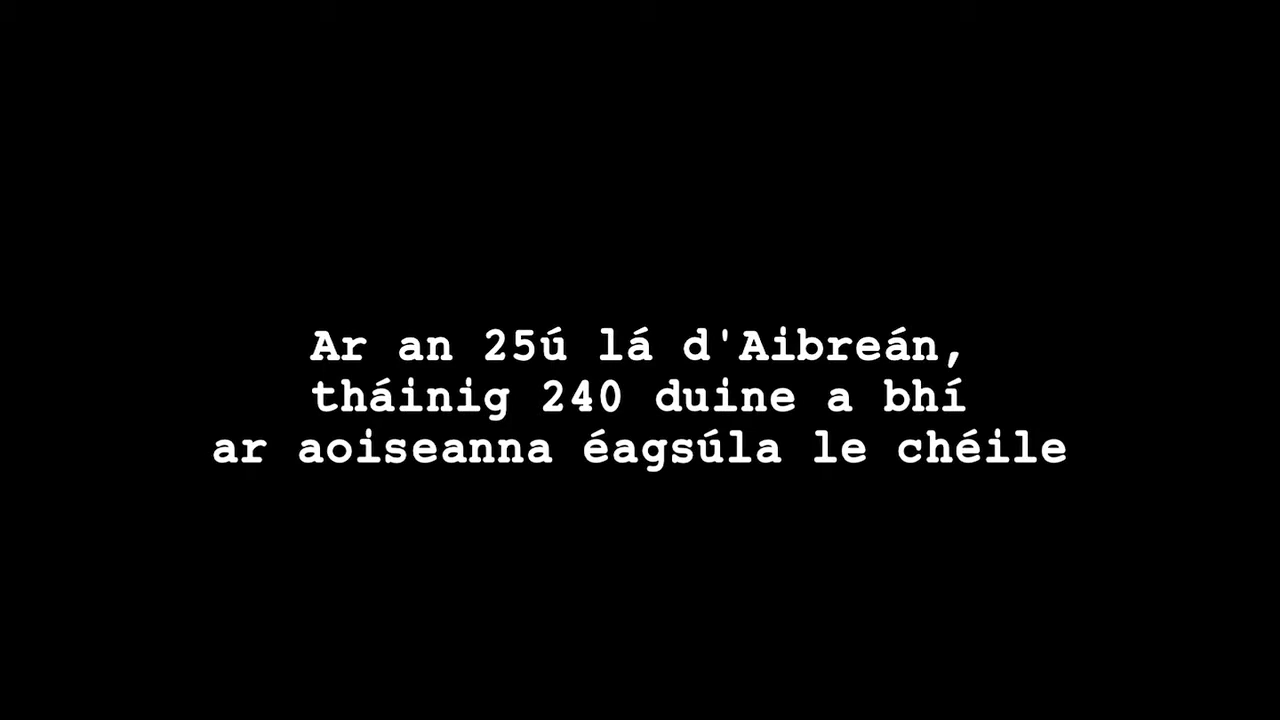 Ar an 25ú lá d'Aibreán,
tháinig 240 duine a bhí
ar aoiseanna éagsúla le chéile